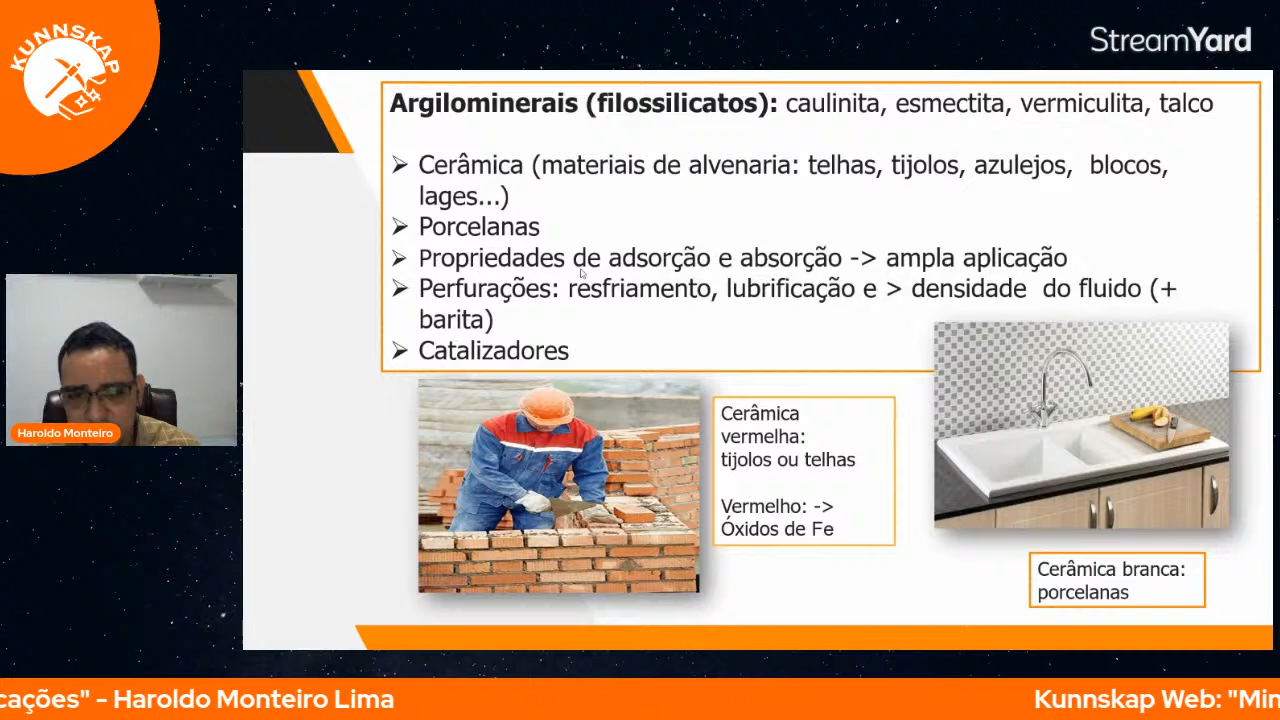 KUNNSKAP
StreamYard
Argilominerais (filossilicatos): caulinita, esmectita, vermiculita, talco
➢ Cerâmica (materiais de alvenaria: telhas, tijolos, azulejos, blocos,
lages...)
➢ Porcelanas
➢ Propriedades de adsorção e absorção -> ampla aplicação
➢ Perfurações: resfriamento, lubrificação e > densidade do fluido (+
barita)
➢ Catalizadores
Cerâmica
vermelha:
tijolos ou telhas
Vermelho: ->
Óxidos de Fe
Cerâmica branca:
porcelanas
Haroldo Monteiro
cações" - Haroldo Monteiro Lima
Kunnskap Web: "Min